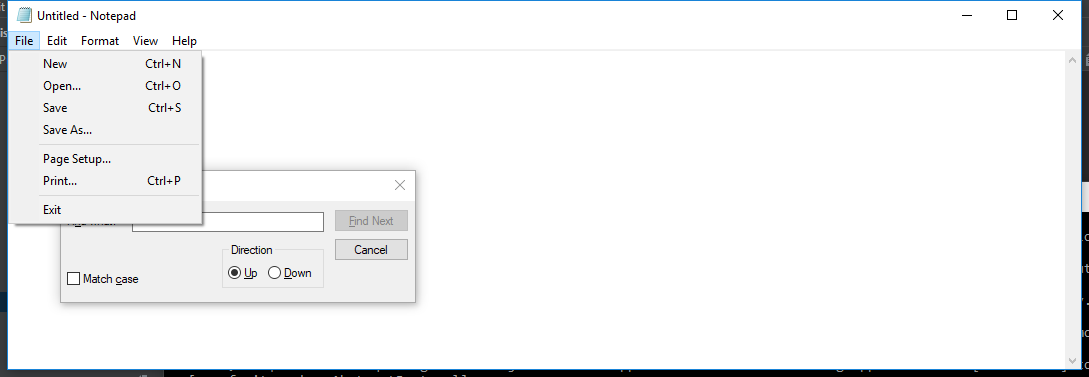 Untitled - Notepad
File Edit Format View Help
New Ctrl+N
Open... Ctrl+O
Save Ctrl+S
Save As...
Page Setup...
Print... Ctrl+P
Exit
Find Next
Direction
Cancel
Up Down
Match case